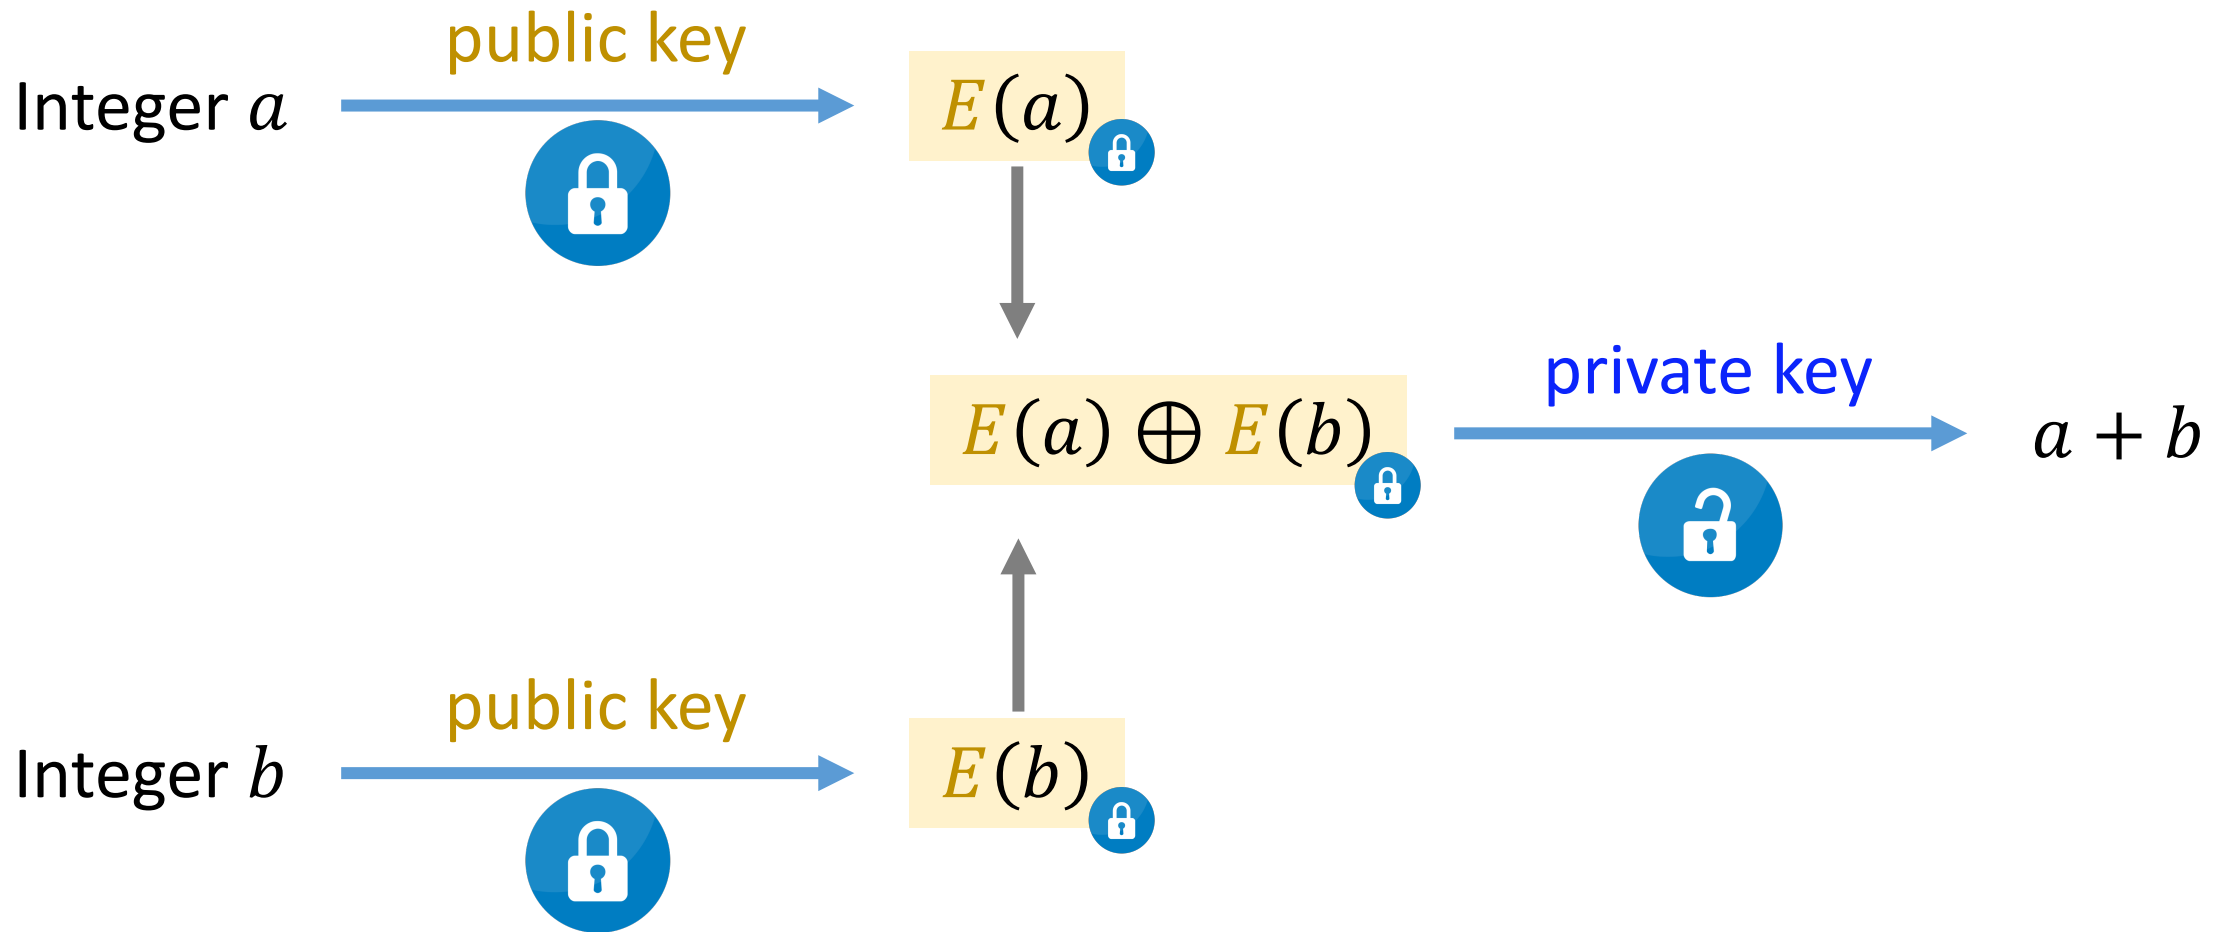 public key
Integer a
E(a)
private key
E(a) ⊕ E(b)
a + b
public key
Integer b
E(b)